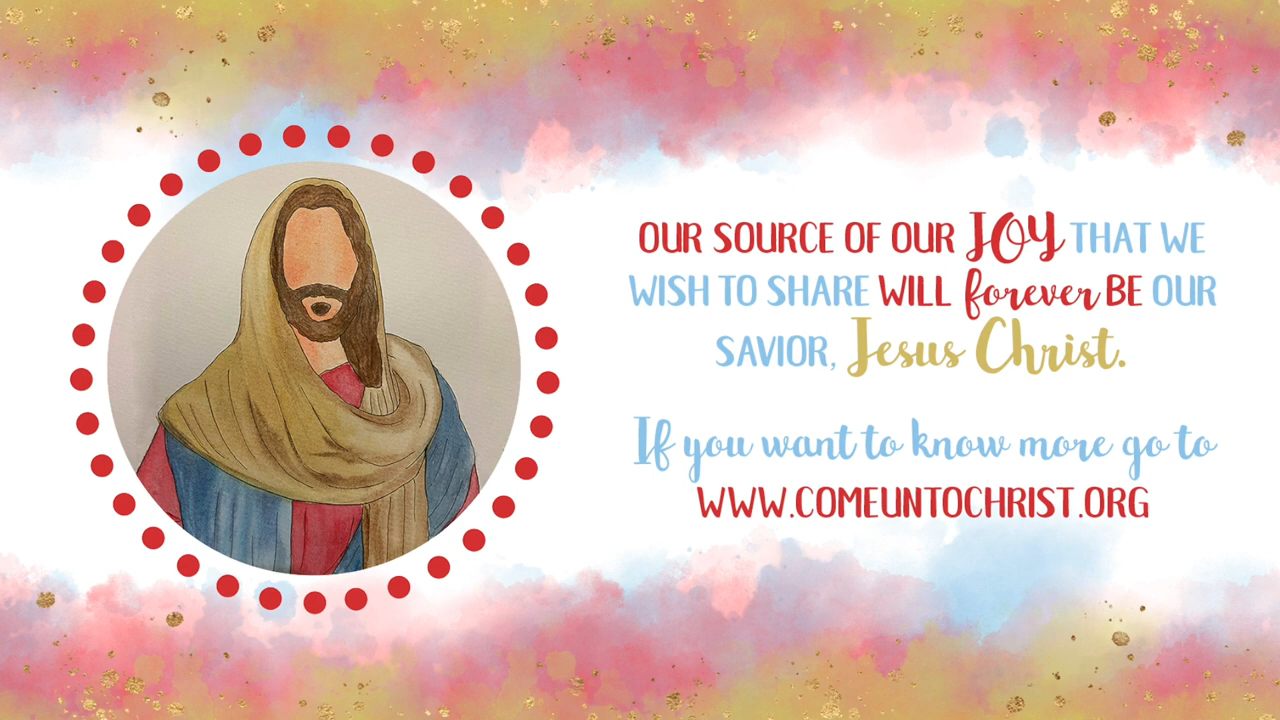 OUR SOURCE OF OUR JOY THAT WE
WISH TO SHARE WILL forever BE OUR
SAVIOR, Jesus Christ.
If you want to know more go to
WWW.COMEUNTOCHRIST.ORG